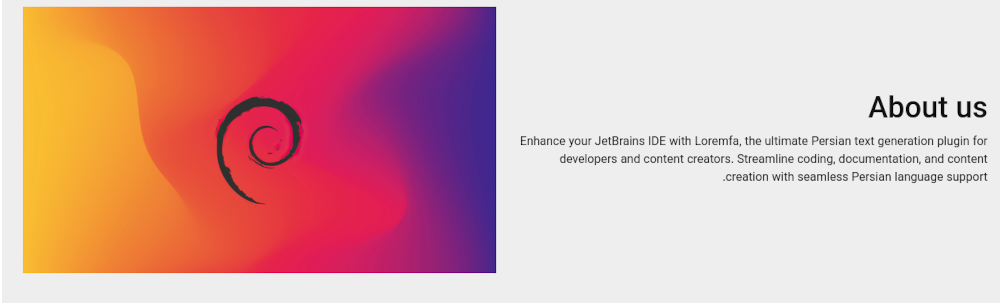 About us
Enhance your JetBrains IDE with Loremfa, the ultimate Persian text generation plugin for
developers and content creators. Streamline coding, documentation, and content
.creation with seamless Persian language support